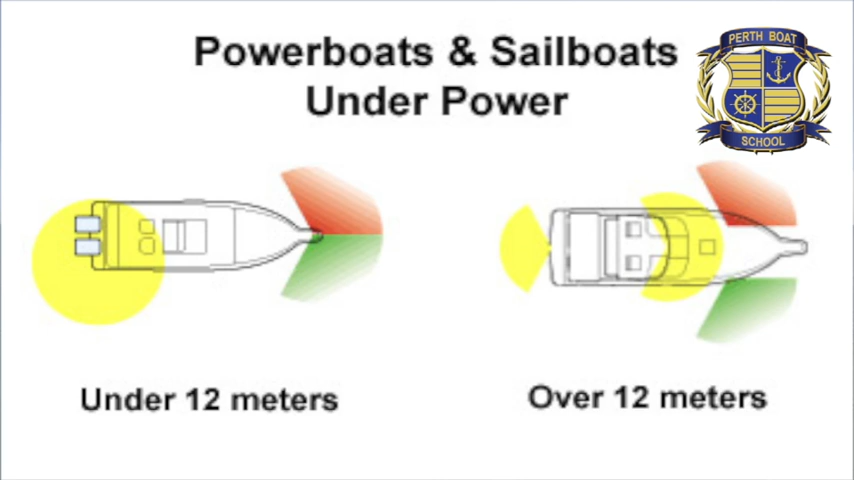 Powerboats & Sailboats
Under Power
PERTH BOAT
SCHOOL
Under 12 meters
Over 12 meters